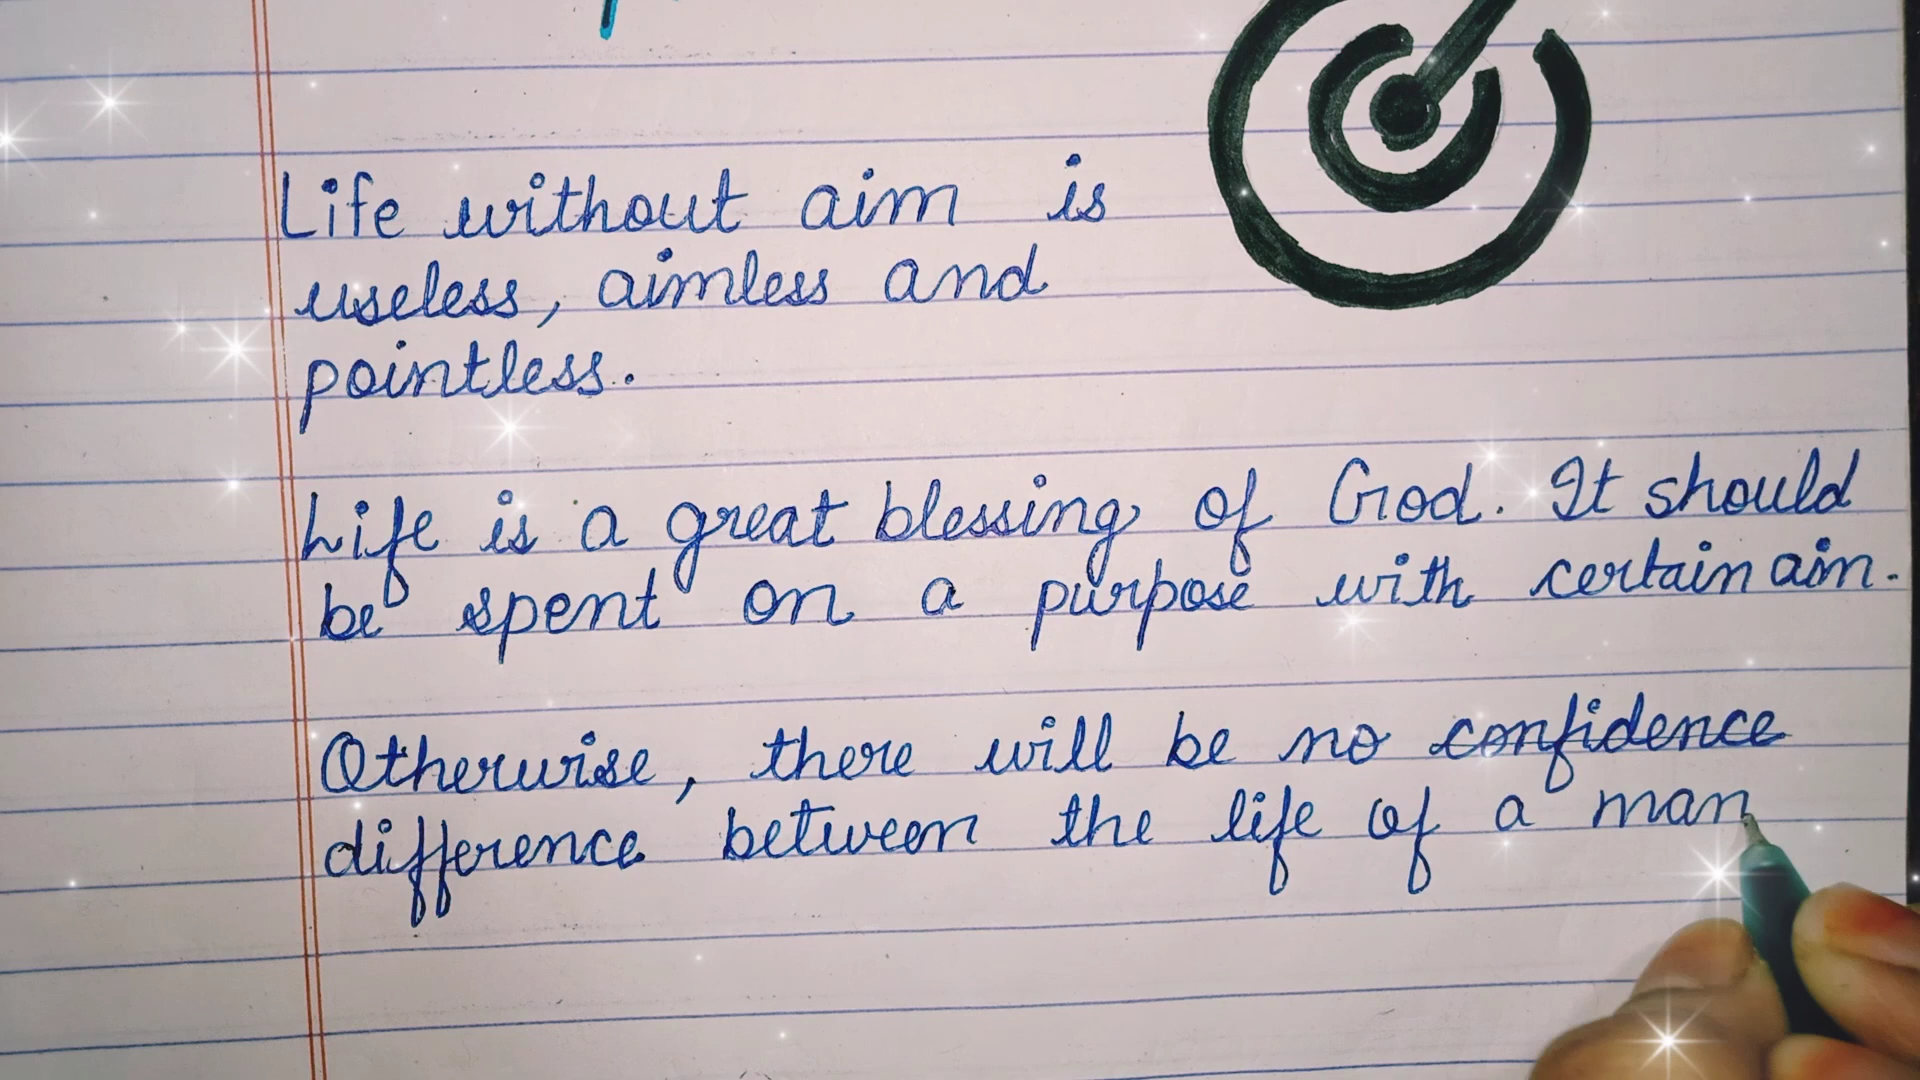 Life without aim is
useless, aimless and
pointless.
Life is a great blessing of God. It should
be spent on a purpose with certain aim.
Otherwise, there will be no confidence
difference between the life of a man